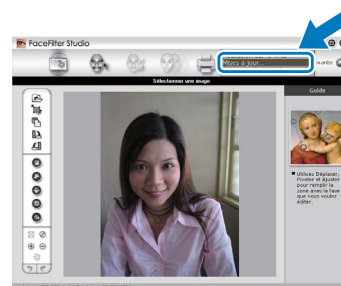 FaceFilter Studio
Mises à jour...
Sélectionner une image
Guide
Utilisez Déplacer,
Pivoter et Ajuster
pour remplir la
zone avec la face
que vous voulez
éditer.